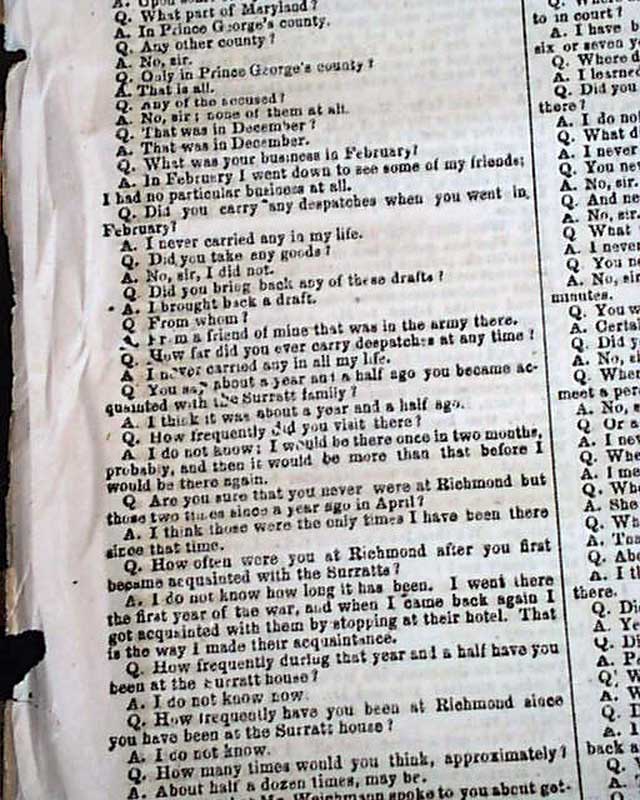 A. Upon
Q. What part of Maryland?
A. In Prince George's county.
Q. Any other county?
A. No, sir.
Q. Only in Prince George's county?
A. That is all.
Q. Any of the accused?
A. No, sir; none of them at all.
Q. That was in December?
A. That was in December.
Q. What was your business in February?
A. In February I went down to see some of my friends;
I had no particular business at all.
Q. Did you carry any despatches when you went in
February?
A. I never carried any in my life.
Q. Did you take any goods?
A. No, sir, I did not.
Q. Did you bring back any of these drafts?
A. I brought back a draft.
Q From whom?
From a friend of mine that was in the army there.
Q. How far did you ever carry despatches at any time?
A I never carried any in all my life.
Q You say about a year and a half ago you became ac-
quainted with the Surratt family?
A. I think it was about a year and a half ago.
Q. How frequently did you visit there?
A. I do not know; I would be there once in two months,
probably, and then it would be more than that before I
would be there again.
Q Are you sure that you never were at Richmond but
those two times since a year ago in April?
A. I think those were the only times I have been there
since that time.
Q. How often were you at Richmond after you first
became acquainted with the Surratts?
A. I do not know how long it has been. I went there
the first year of the war, and when I came back again I
got acquainted with them by stopping at their hotel. That
is the way I made their acquaintance.
Q. How frequently during that year and a half have you
been at the Surratt house?
A. I do not know now.
Q. How frequently have you been at Richmond since
you have been at the Surratt house?
A. I do not know.
Q. How many times would you think, approximately?
A. About half a dozen times, may be.
Mr. Weichmann spoke to you about got-
Q. Where
to in court?
A. I have b
six or seven y
Q. Where d
A. I learned
Q. Did you
there?
A. I do not
Q. What d
A. I never
Q. You nev
A. No, sir.
Q. And ne
A. No, sir.
Q. What
A. I never
Q. You n
A. No, sir
minutes.
Q. You w
A. Certai
Q. Did y
A. No, si
Q. When
meet a pers
A. No, s
Q. Or a
A. I nev
Q. Whe
A. I me
Q. Who
A. She
Q. Wh
A. Tha
Q. Abo
A. I th
there.
Q. Di
A. Ye
Q. Di
A. P
Q. W
A. W
Q. D
A. I
back a
Q.
A.
Q